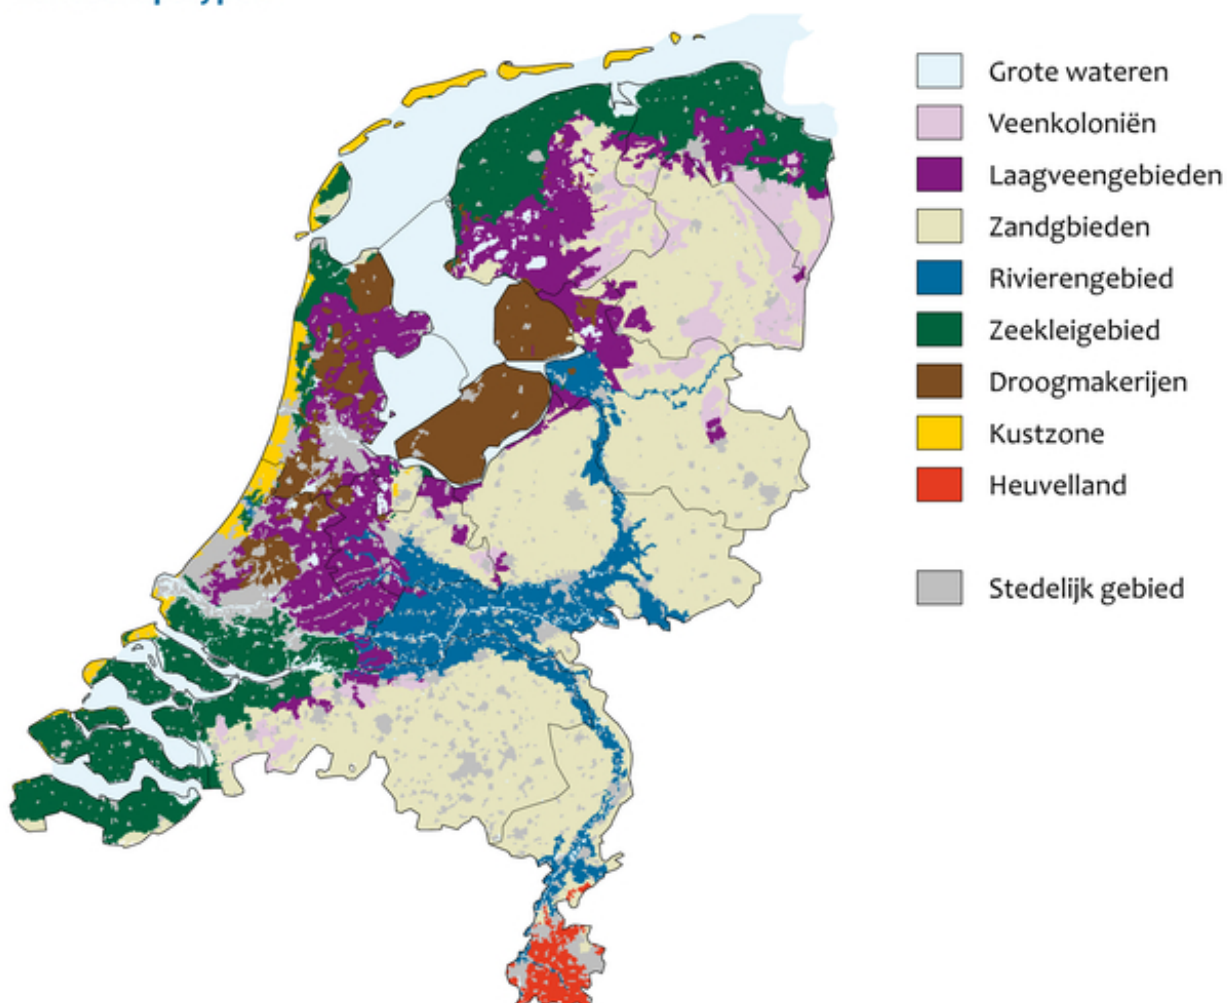 Grote wateren
Veenkoloniën
Laagveengebieden
Zandgbieden
Rivierengebied
Zeekleigebied
Droogmakerijen
Kustzone
Heuvelland
Stedelijk gebied